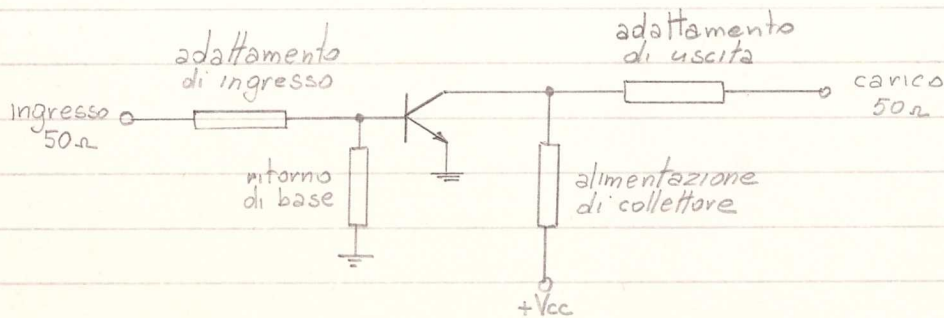 adattamento
di ingresso
adattamento
di uscita
ingresso
50Ω
carico
50Ω
ritorno
di base
alimentazione
di collettore
+Vcc